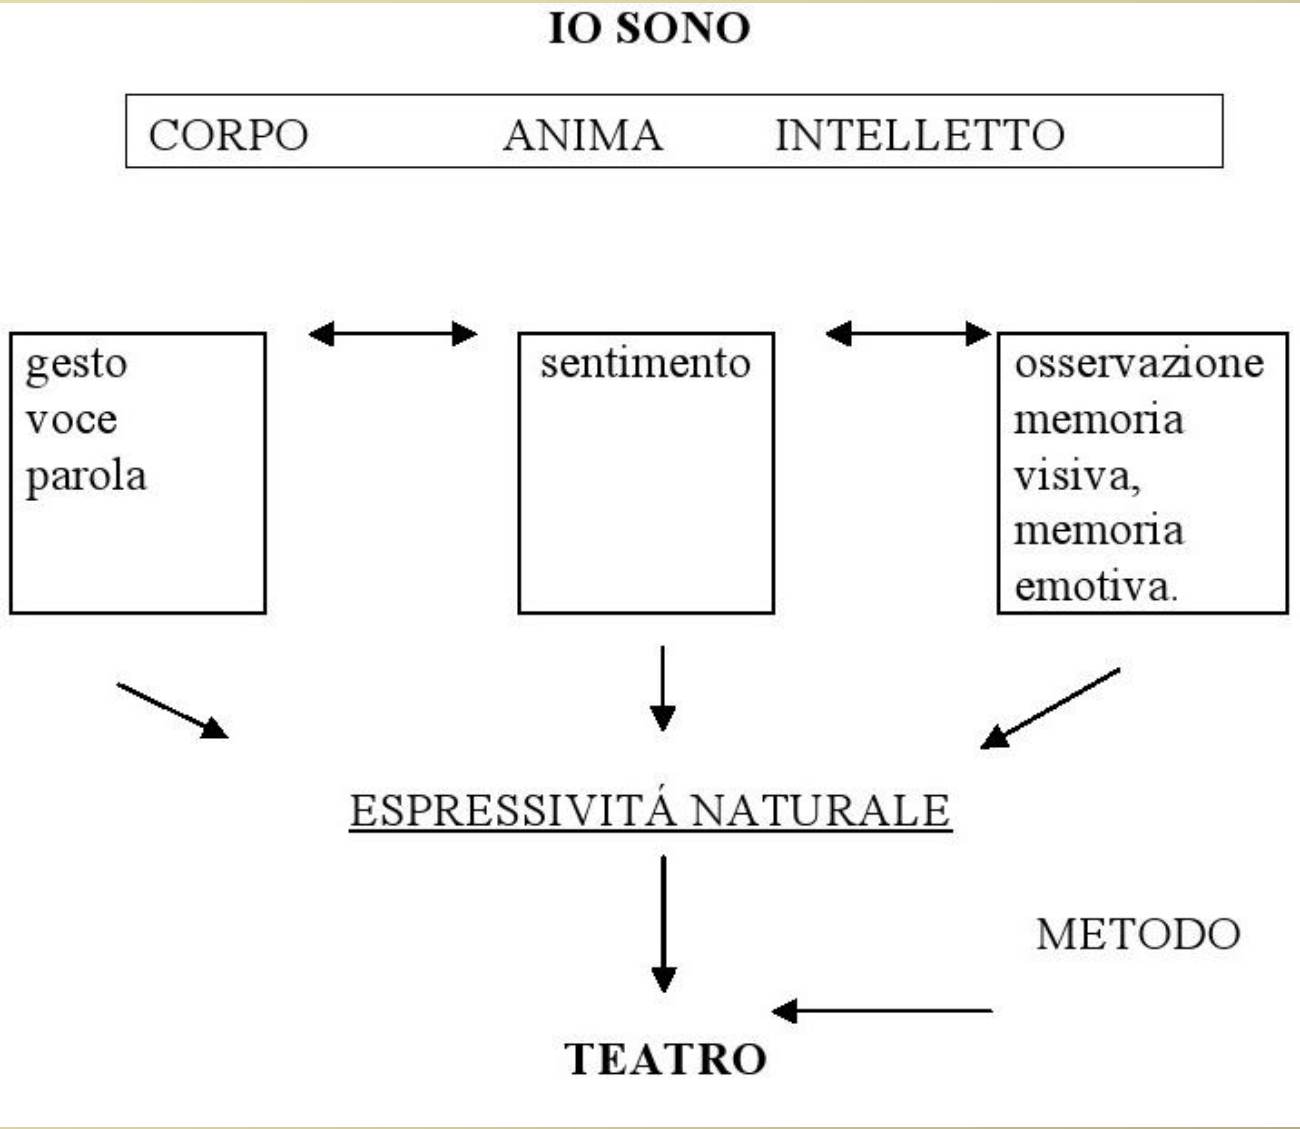 IO SONO
CORPO ANIMA INTELLETTO
gesto
voce
parola
sentimento
osservazione
memoria
visiva,
memoria
emotiva.
ESPRESSIVITÁ NATURALE
METODO
TEATRO